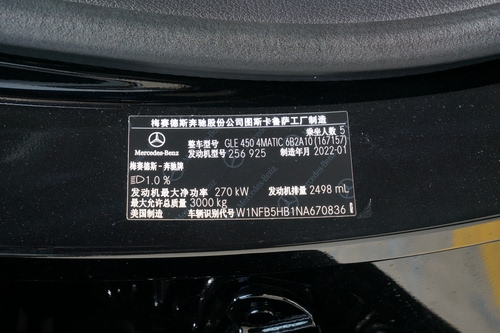 梅赛德斯奔驰股份公司图斯卡鲁萨工厂制造
乘坐人数 5
整车型号 GLE 450 4MATIC 6B2A10 (167/157)
Mercedes-Benz
发动机型号 256 925 制造年月 2022-01
梅赛德斯－奔驰牌
1.0 %
发动机最大净功率 270 kW 发动机排量 2498 mL
最大允许总质量 3000 kg
美国制造 车辆识别代号 W1NFB5HB1NA670836